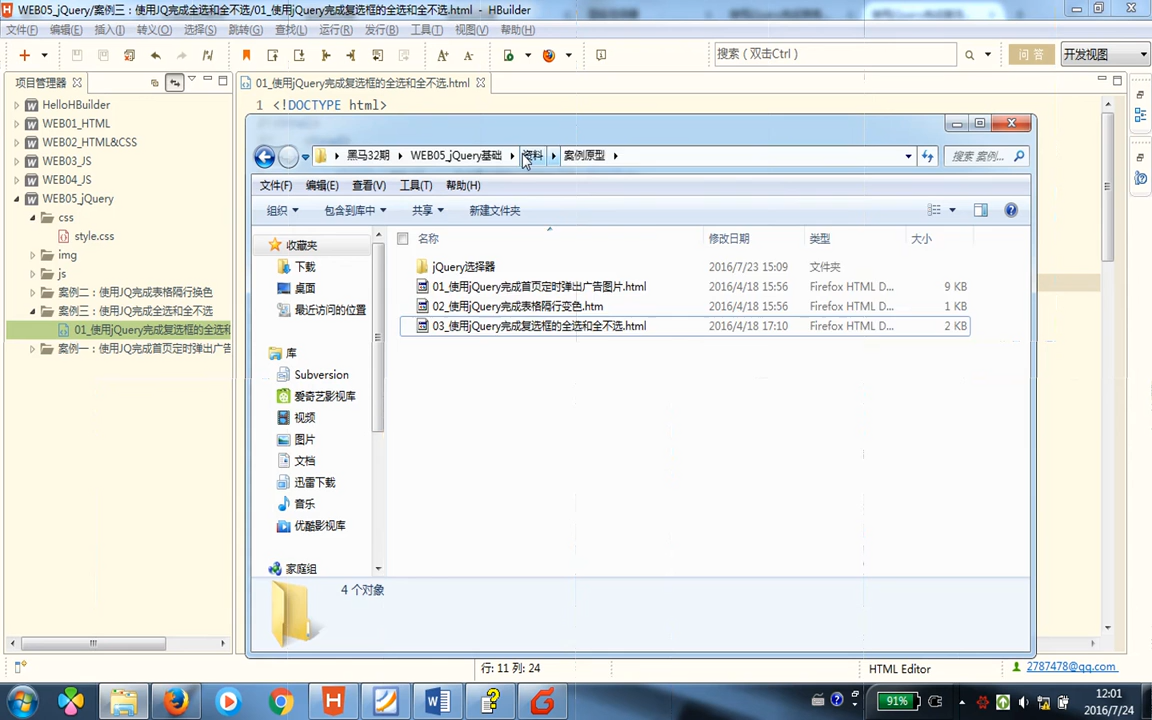 WEB05_jQuery/案例三：使用JQ完成全选和全不选/01_使用jQuery完成复选框的全选和全不选.html - HBuilder
文件(F) 编辑(E) 插入(I) 转义(O) 选择(S) 跳转(G) 查找(L) 运行(R) 发行(B) 工具(T) 视图(V) 帮助(H)
搜索（双击Ctrl） 问答 开发视图
项目管理器
01_使用jQuery完成复选框的全选和全不选.html
HelloHBuilder
WEB01_HTML
WEB02_HTML&CSS
WEB03_JS
WEB04_JS
WEB05_jQuery
css
style.css
img
js
案例二：使用JQ完成表格隔行换色
案例三：使用JQ完成全选和全不选
01_使用jQuery完成复选框的全选和
案例一：使用JQ完成首页定时弹出广告
1 <!DOCTYPE html>
黑马32期 WEB05_jQuery基础 资料 案例原型 搜索 案例...
文件(F) 编辑(E) 查看(V) 工具(T) 帮助(H)
组织 包含到库中 共享 新建文件夹
收藏夹
下载
桌面
最近访问的位置
库
Subversion
爱奇艺影视库
视频
图片
文档
迅雷下载
音乐
优酷影视库
家庭组
名称 修改日期 类型 大小
jQuery选择器 2016/7/23 15:09 文件夹
01_使用jQuery完成首页定时弹出广告图片.html 2016/4/18 15:56 Firefox HTML D... 9 KB
02_使用jQuery完成表格隔行变色.htm 2016/4/18 15:56 Firefox HTML D... 1 KB
03_使用jQuery完成复选框的全选和全不选.html 2016/4/18 17:10 Firefox HTML D... 2 KB
4 个对象
行: 11 列: 24 HTML Editor 2787478@qq.com
91% 12:01
2016/7/24